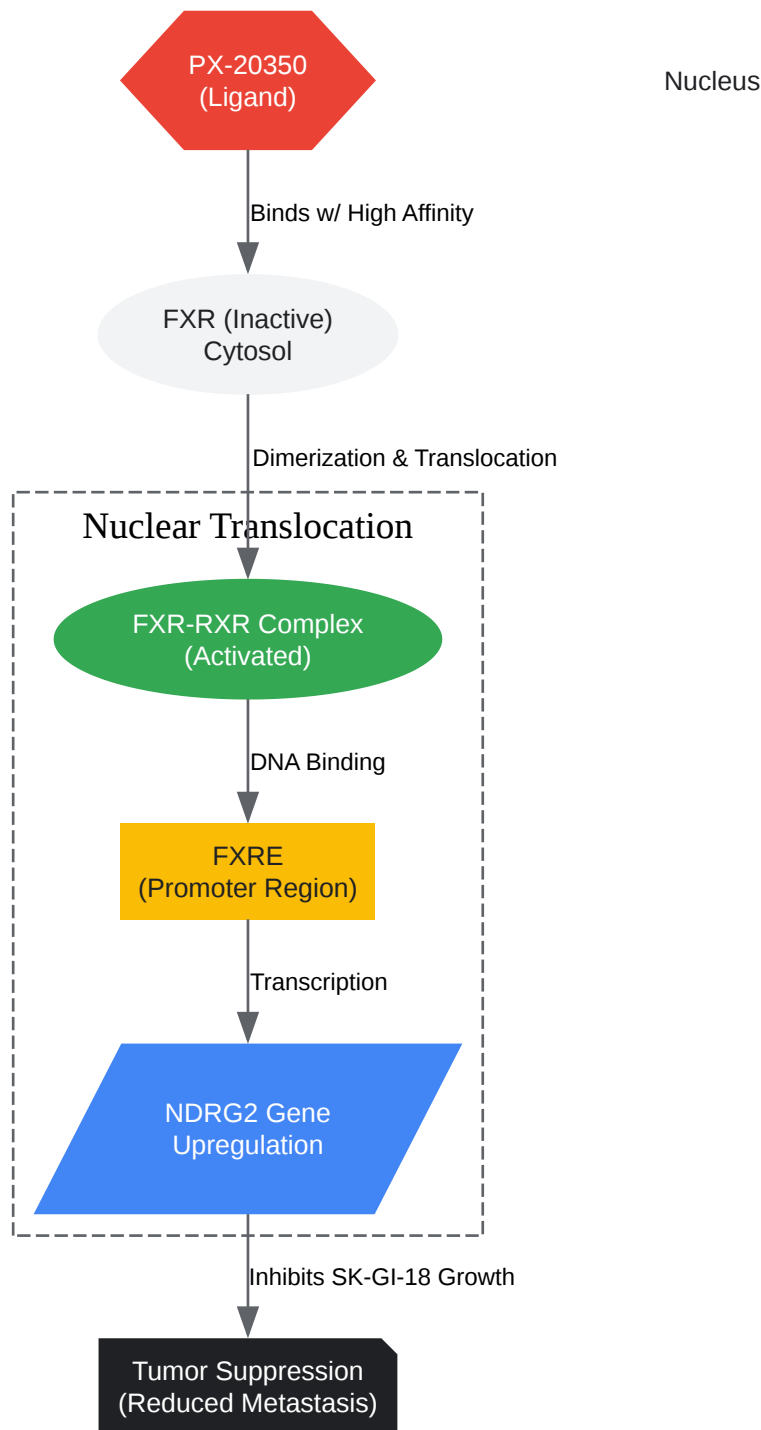 PX-20350
(Ligand)
Nucleus
Binds w/ High Affinity
FXR (Inactive)
Cytosol
Dimerization & Translocation
Nuclear Translocation
FXR-RXR Complex
(Activated)
DNA Binding
FXRE
(Promoter Region)
Transcription
NDRG2 Gene
Upregulation
Inhibits SK-GI-18 Growth
Tumor Suppression
(Reduced Metastasis)